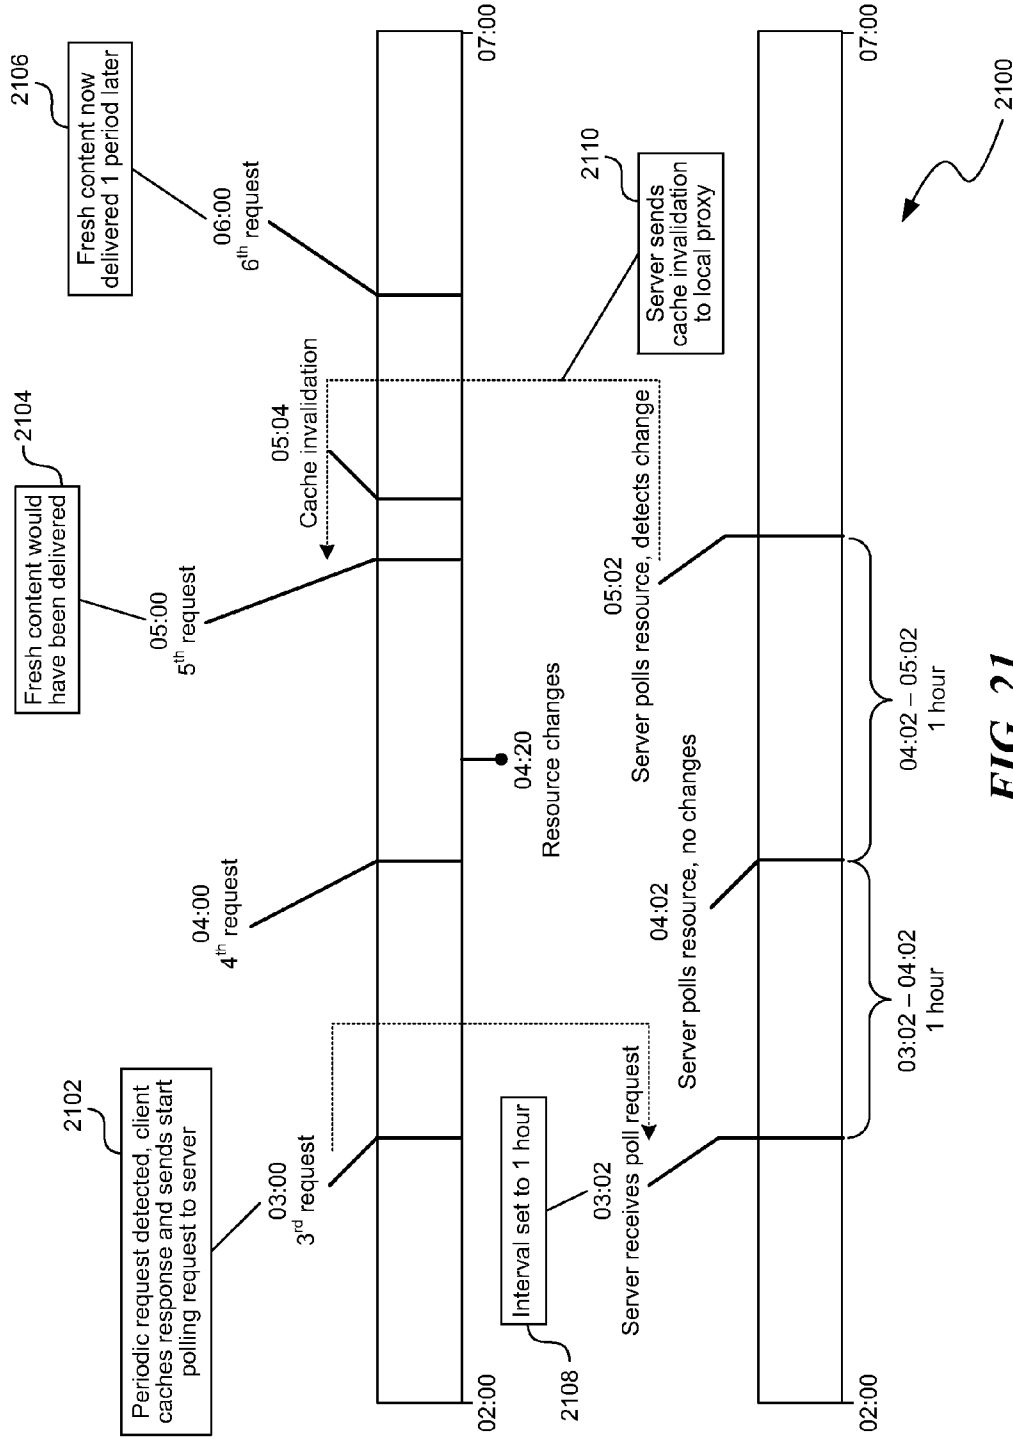 2102
Periodic request detected, client
caches response and sends start
polling request to server
03:00
3rd request
04:00
4th request
2104
Fresh content would
have been delivered
05:00
5th request
05:04
Cache invalidation
2106
Fresh content now
delivered 1 period later
06:00
6th request
02:00
07:00
04:20
Resource changes
2108
Interval set to 1 hour
03:02
Server receives poll request
04:02
Server polls resource, no changes
05:02
Server polls resource, detects change
2110
Server sends
cache invalidation
to local proxy
02:00
07:00
03:02 – 04:02
1 hour
04:02 – 05:02
1 hour
2100
FIG. 21